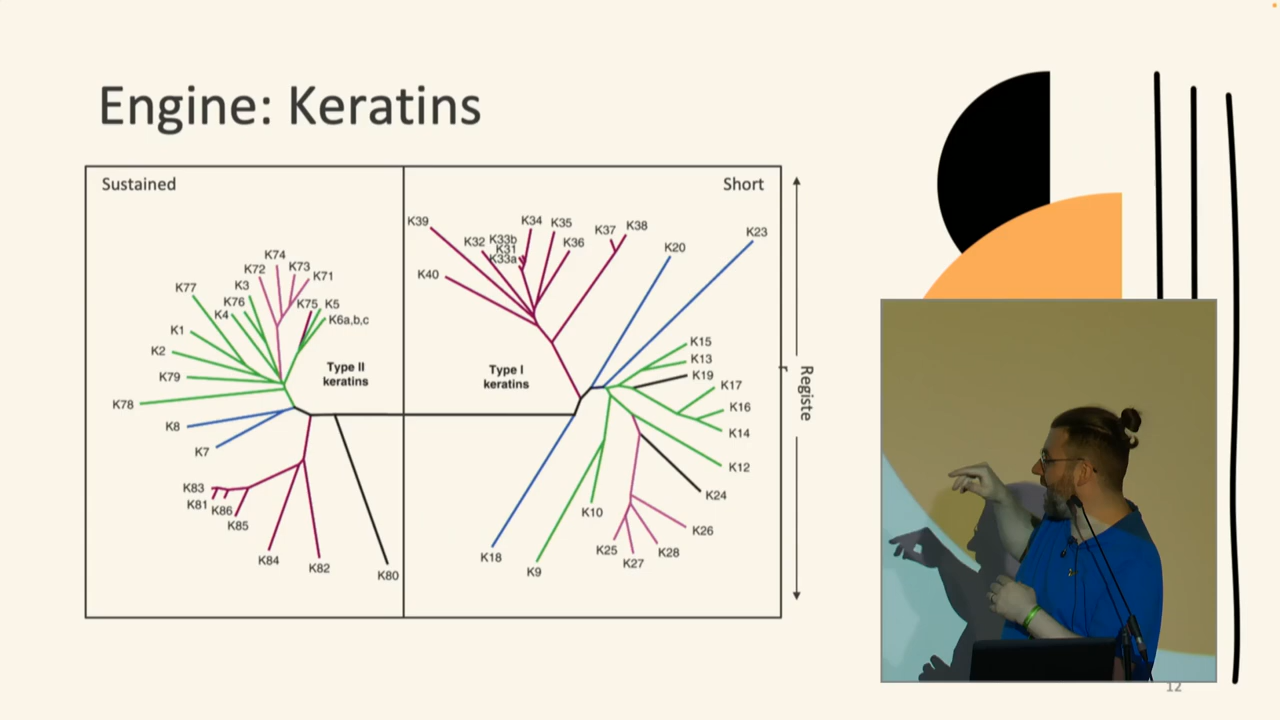 Engine: Keratins
Sustained
Short
K39
K34
K35
K37
K38
K23
K32
K33b
K31
K33a
K36
K20
K40
K74
K72
K73
K71
K3
K77
K76
K75
K5
K4
K6a,b,c
K1
K2
K79
K78
K8
K7
Type II
keratins
Type I
keratins
K15
K13
K19
K17
K16
K14
K12
K24
K26
K28
K27
K25
K10
K9
K18
K83
K81
K86
K85
K84
K82
K80
Registe
r
12